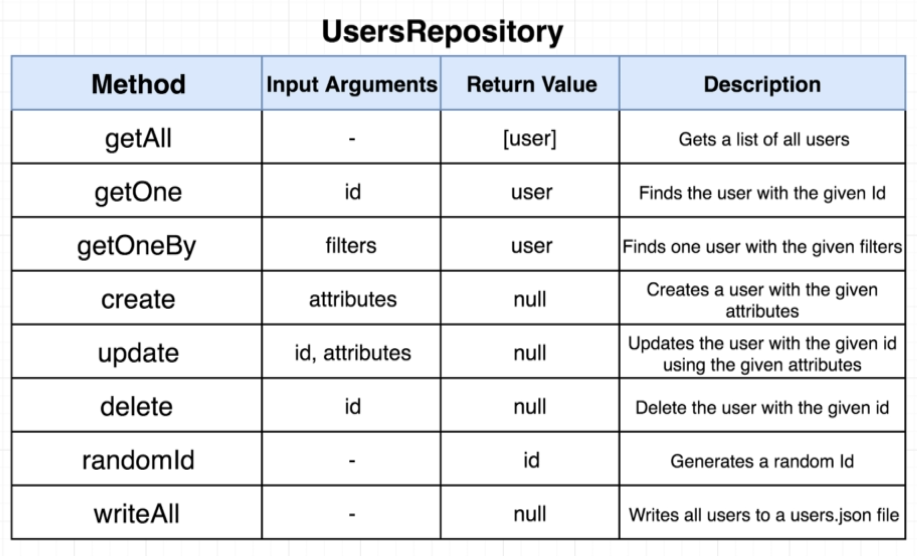 UsersRepository
Method Input Arguments Return Value Description
getAll - [user] Gets a list of all users
getOne id user Finds the user with the given Id
getOneBy filters user Finds one user with the given filters
create attributes null Creates a user with the given
attributes
update id, attributes null Updates the user with the given id
using the given attributes
delete id null Delete the user with the given id
randomId - id Generates a random Id
writeAll - null Writes all users to a users.json file